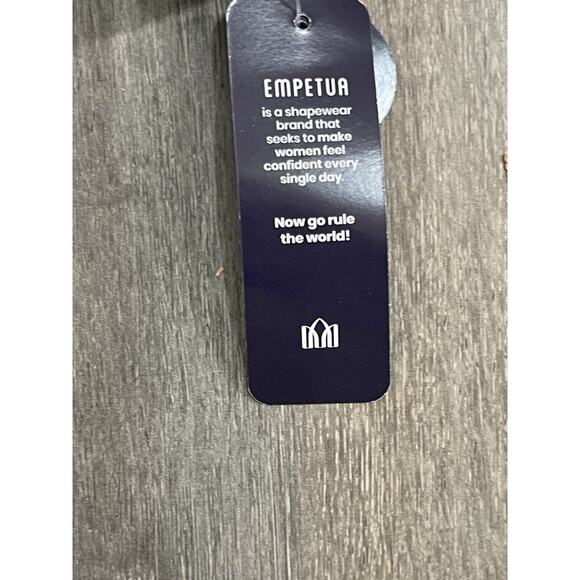 EMPETUA
is a shapewear
brand that
seeks to make
women feel
confident every
single day.
Now go rule
the world!